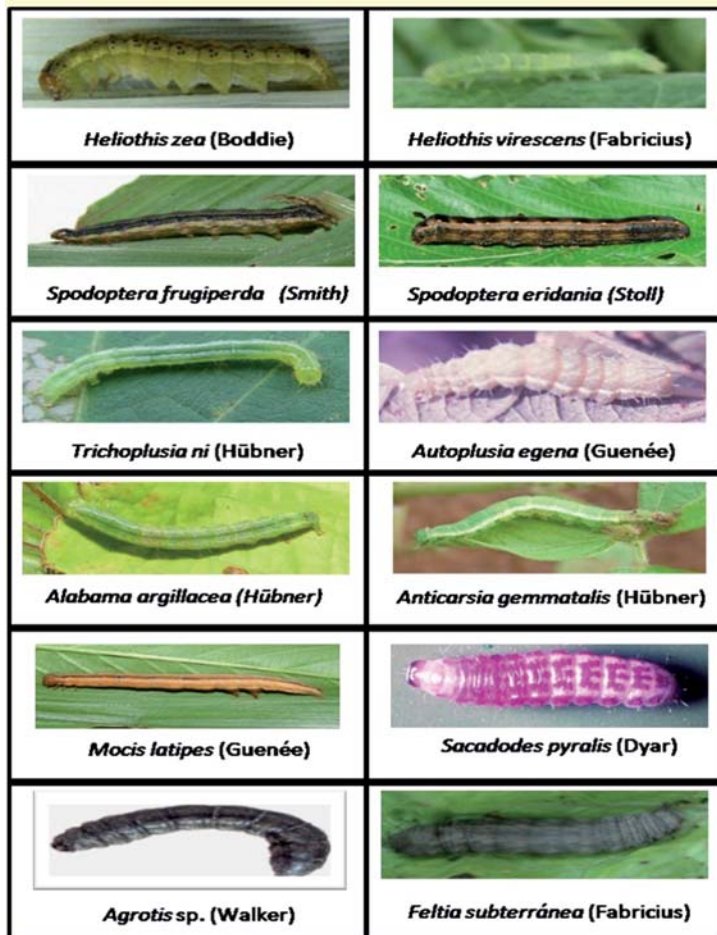 Heliothis zea (Boddie)
Heliothis virescens (Fabricius)
Spodoptera frugiperda (Smith)
Spodoptera eridania (Stoll)
Trichoplusia ni (Hübner)
Autoplusia egena (Guenée)
Alabama argillacea (Hübner)
Anticarsia gemmatalis (Hübner)
Mocis latipes (Guenée)
Sacadodes pyralis (Dyar)
Agrotis sp. (Walker)
Feltia subterránea (Fabricius)